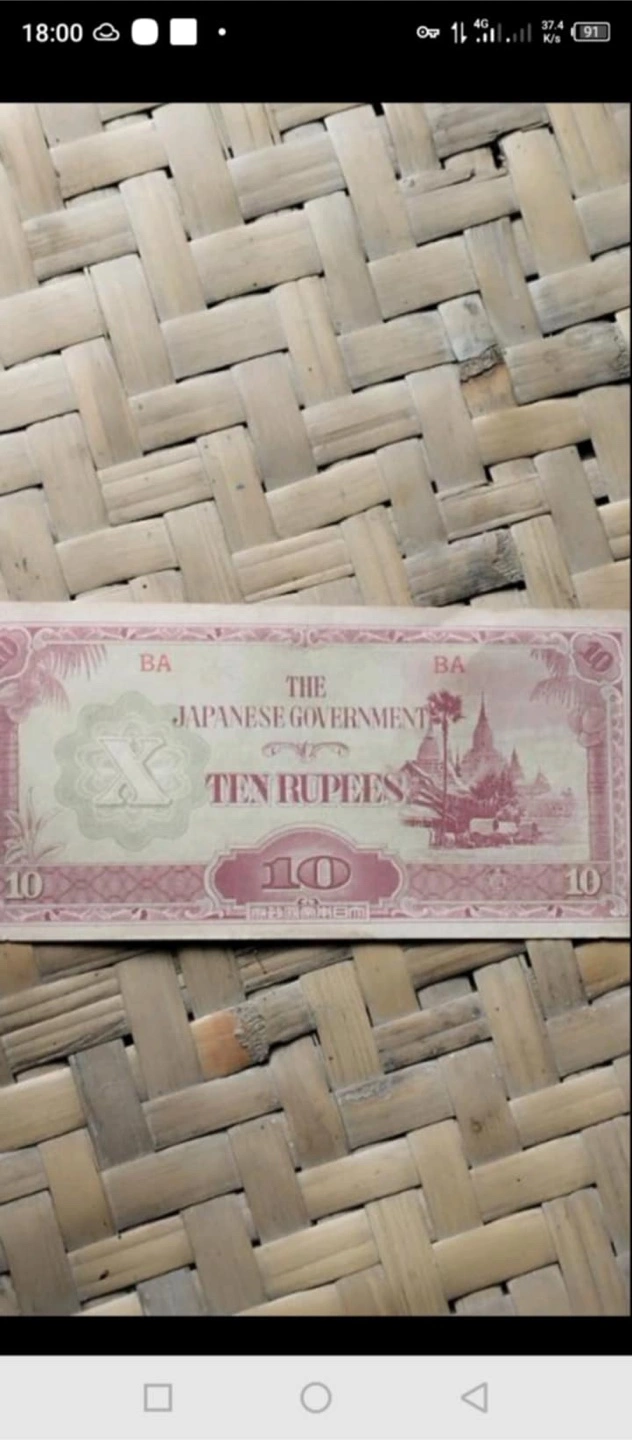 18:00
4G
37.4
K/s
91
10 10
BA BA
THE
JAPANESE GOVERNMENT
X
TEN RUPEES
10
10 10